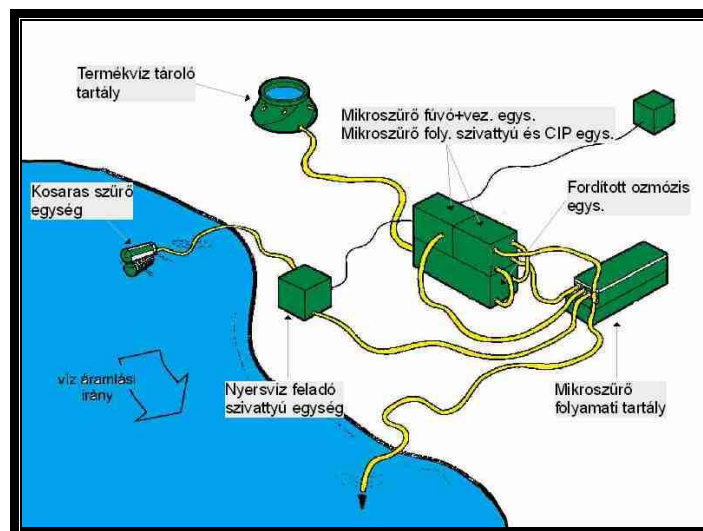 Termékvíz tároló
tartály
Mikroszűrő fúvó+vez. egys.
Mikroszűrő foly. szivattyú és CIP egys.
Kosaras szűrő
egység
Fordított ozmózis
egys.
víz áramlási
irány
Nyersvíz feladó
szivattyú egység
Mikroszűrő
folyamati tartály